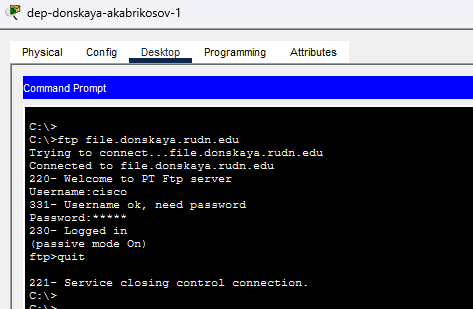 dep-donskaya-akabrikosov-1
Physical Config Desktop Programming Attributes
Command Prompt
C:\>
C:\>ftp file.donskaya.rudn.edu
Trying to connect...file.donskaya.rudn.edu
Connected to file.donskaya.rudn.edu
220- Welcome to PT Ftp server
Username:cisco
331- Username ok, need password
Password:*****
230- Logged in
(passive mode On)
ftp>quit
221- Service closing control connection.
C:\>
C:\>